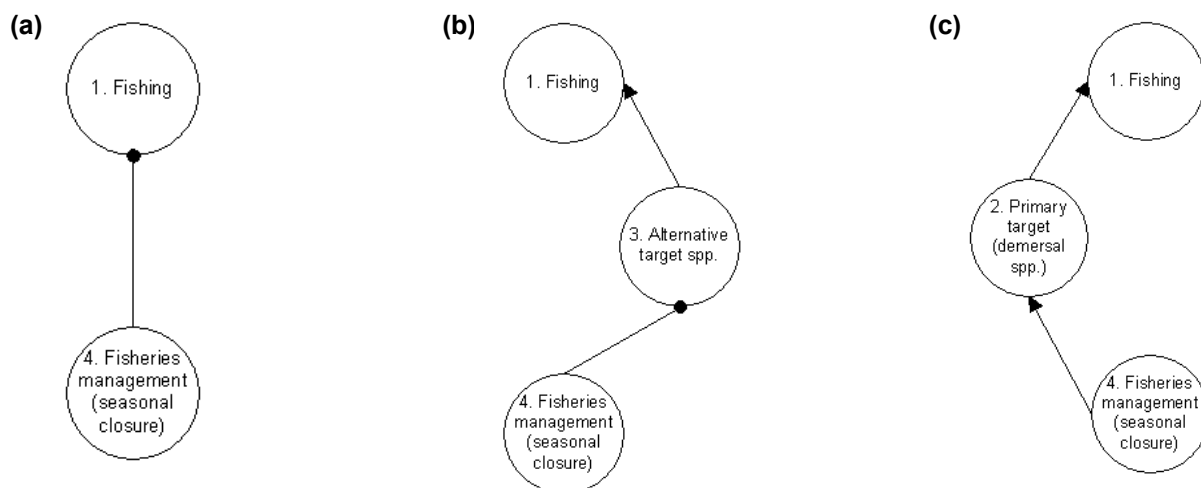 (a)
1. Fishing
4. Fisheries
management
(seasonal
closure)
(b)
1. Fishing
3. Alternative
target spp.
4. Fisheries
management
(seasonal
closure)
(c)
1. Fishing
2. Primary
target
(demersal
spp.)
4. Fisheries
management
(seasonal
closure)